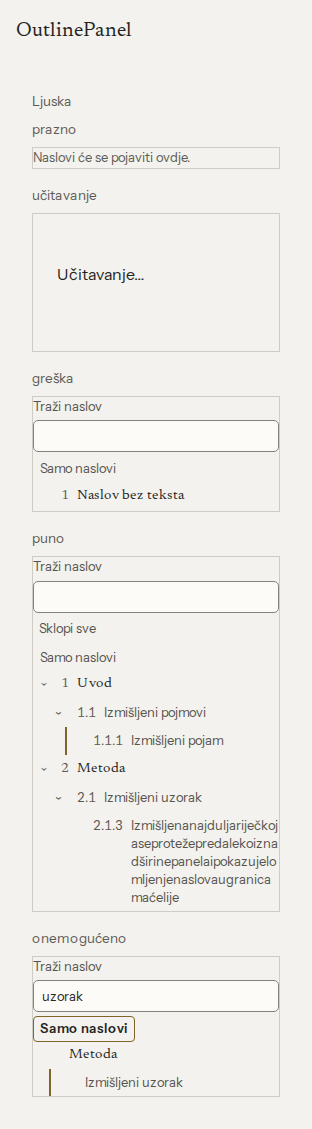 OutlinePanel
Ljuska
prazno
Naslovi će se pojaviti ovdje.
učitavanje
Učitavanje…
greška
Traži naslov
Samo naslovi
1 Naslov bez teksta
puno
Traži naslov
Sklopi sve
Samo naslovi
1 Uvod
1.1 Izmišljeni pojmovi
1.1.1 Izmišljeni pojam
2 Metoda
2.1 Izmišljeni uzorak
2.1.3 Izmišljenanajduljariječkoj
aseprotežepredalekoizna
dširinepanelaipokazujelo
mljenjenaslovaugranica
maćelije
onemogućeno
Traži naslov
uzorak
Samo naslovi
Metoda
Izmišljeni uzorak